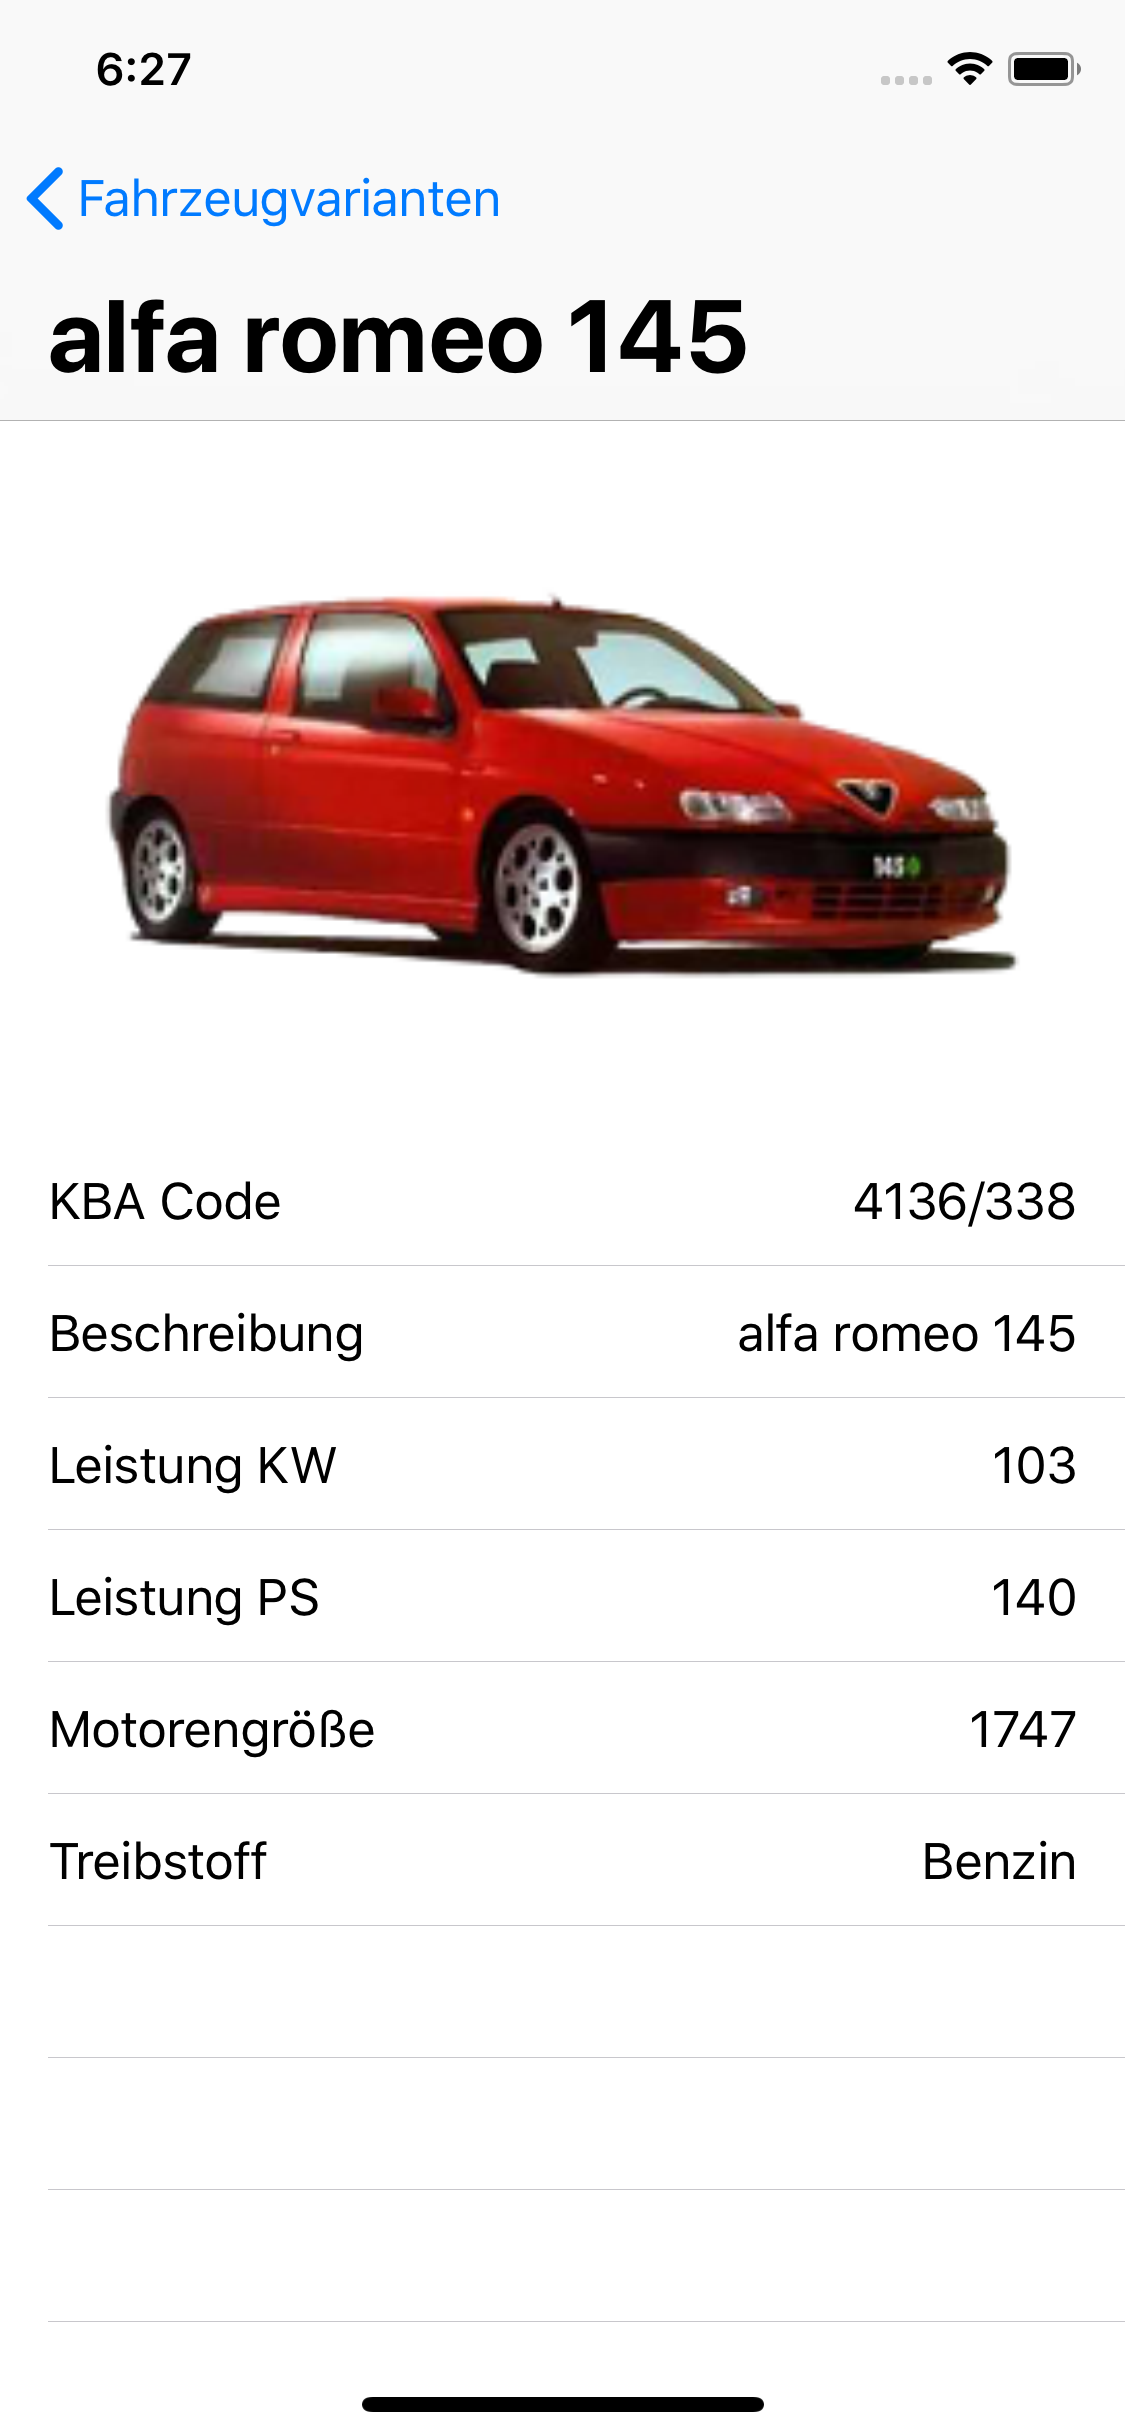 6:27
Fahrzeugvarianten
alfa romeo 145
145
KBA Code 4136/338
Beschreibung alfa romeo 145
Leistung KW 103
Leistung PS 140
Motorengröße 1747
Treibstoff Benzin